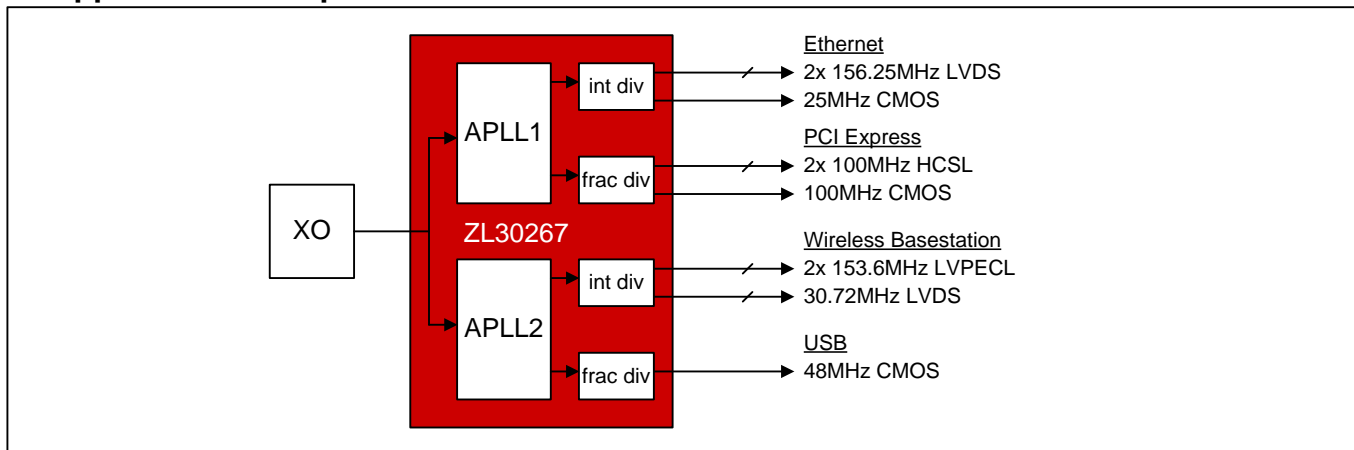 Ethernet
2x 156.25MHz LVDS
25MHz CMOS
PCI Express
2x 100MHz HCSL
100MHz CMOS
Wireless Basestation
2x 153.6MHz LVPECL
30.72MHz LVDS
USB
48MHz CMOS
XO
APLL1
int div
frac div
ZL30267
APLL2
int div
frac div